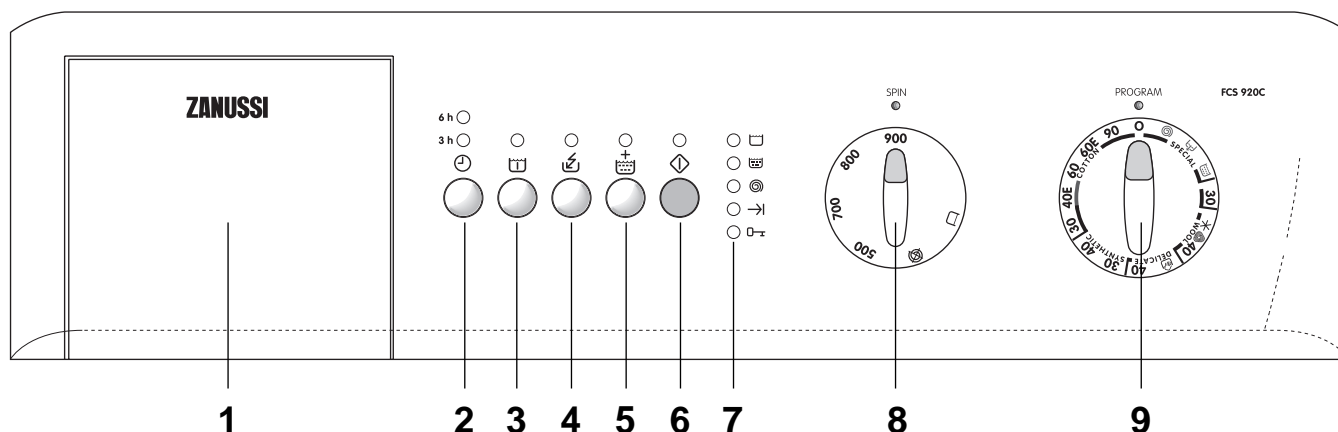 ZANUSSI
6 h
3 h
SPIN
900
800
700
500
PROGRAM
FCS 920C
O
SPECIAL
30
WOOL
40
DELICATE
40
30
SYNTHETIC
40
30
40E
60
COTTON
60E
90
1 2 3 4 5 6 7 8 9